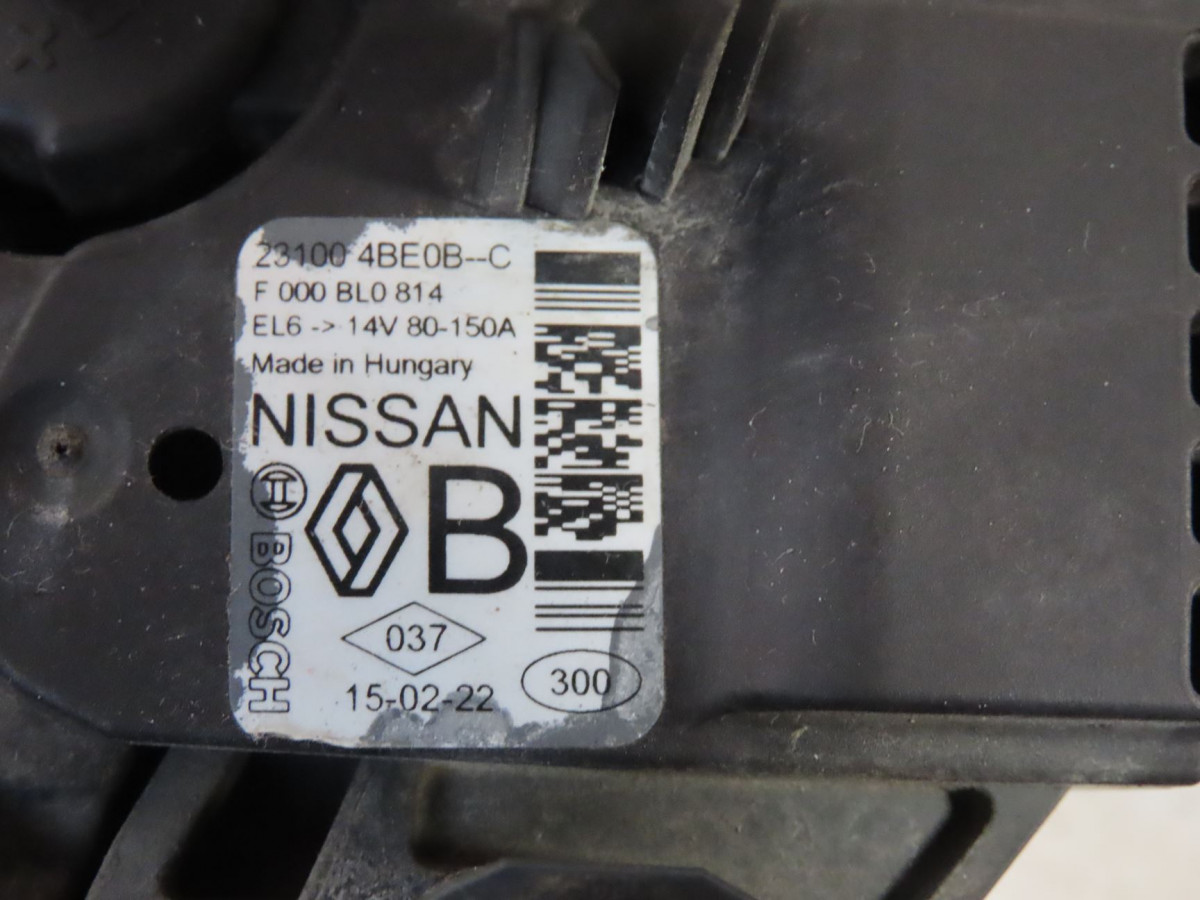 23100 4BE0B--C
F 000 BL0 814
EL6 -> 14V 80-150A
Made in Hungary
NISSAN
BOSCH
B
037
15-02-22
300